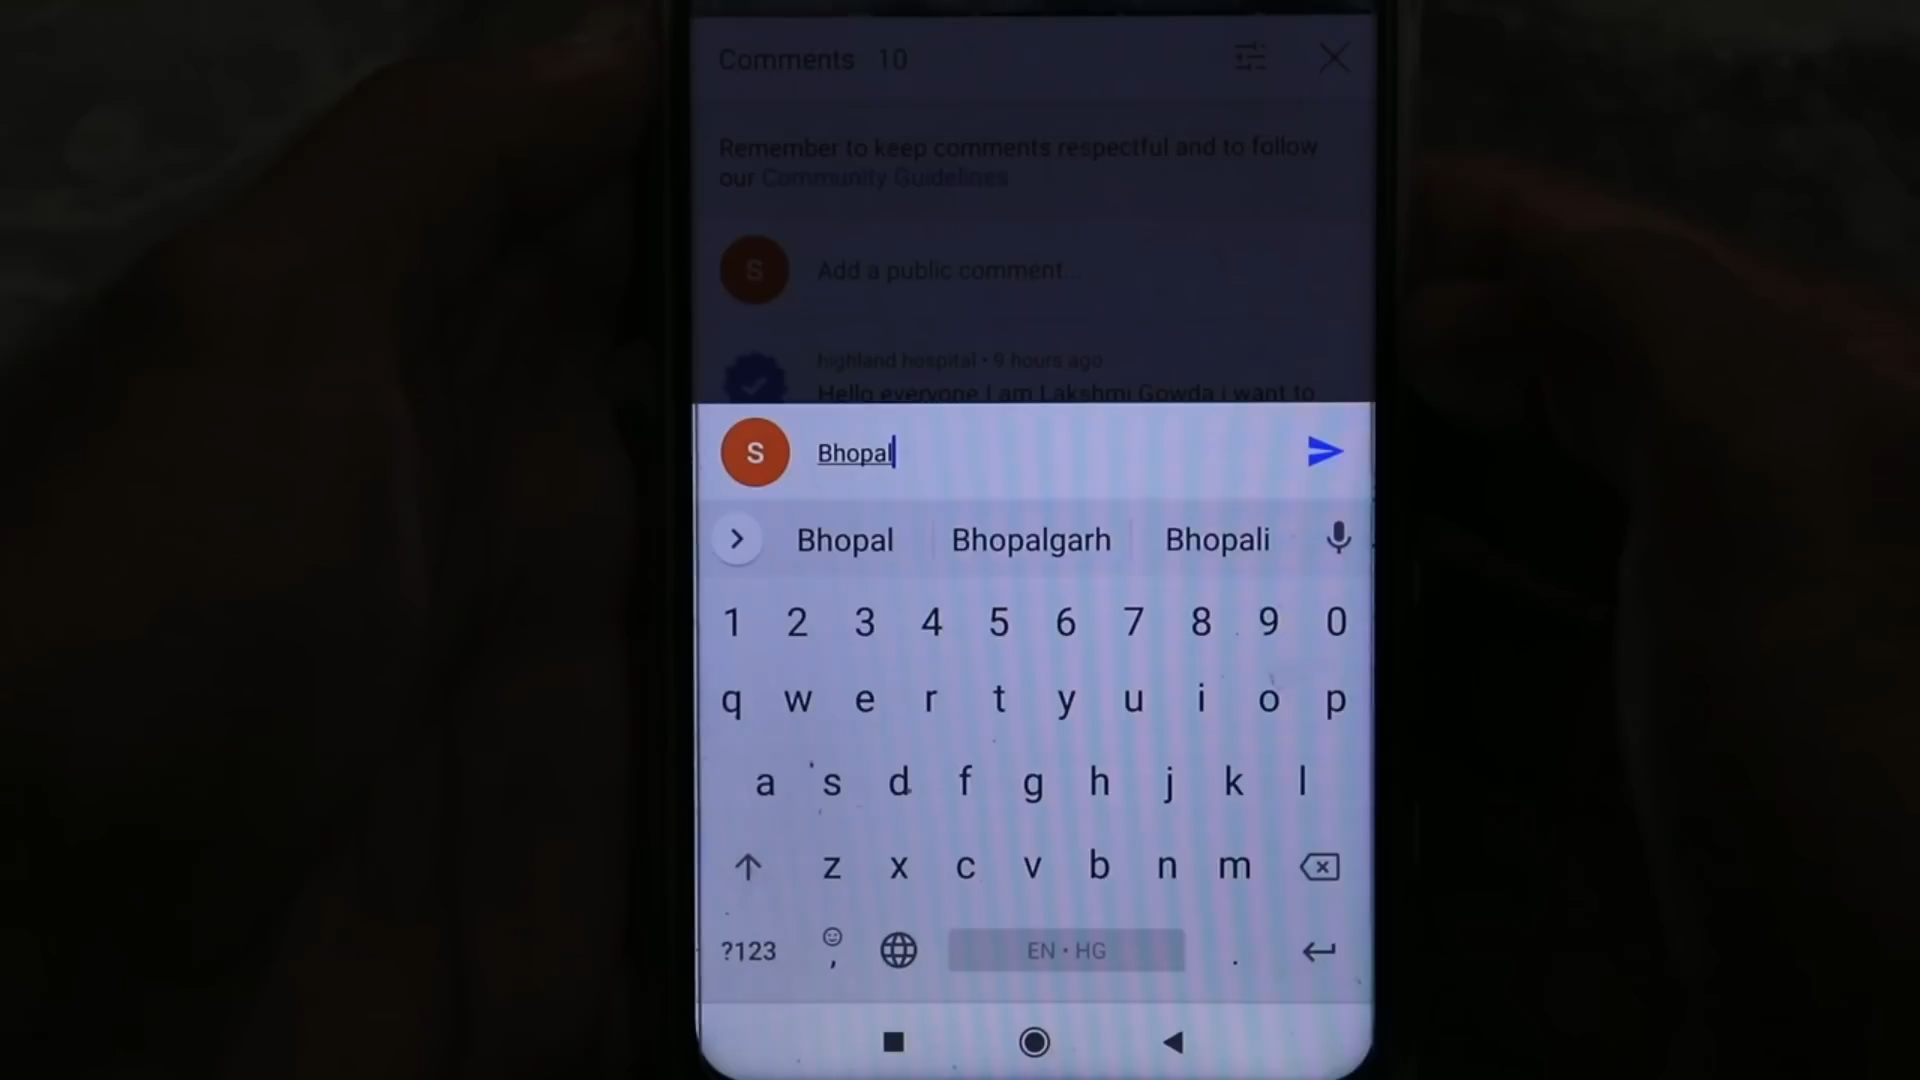 Comments 10
Remember to keep comments respectful and to follow
our Community Guidelines
S Add a public comment...
highland hospital • 9 hours ago
Hello everyone I am Lakshmi Gowda i want to
S Bhopal
Bhopal Bhopalgarh Bhopali
1 2 3 4 5 6 7 8 9 0
q w e r t y u i o p
a s d f g h j k l
z x c v b n m
?123 , EN • HG .